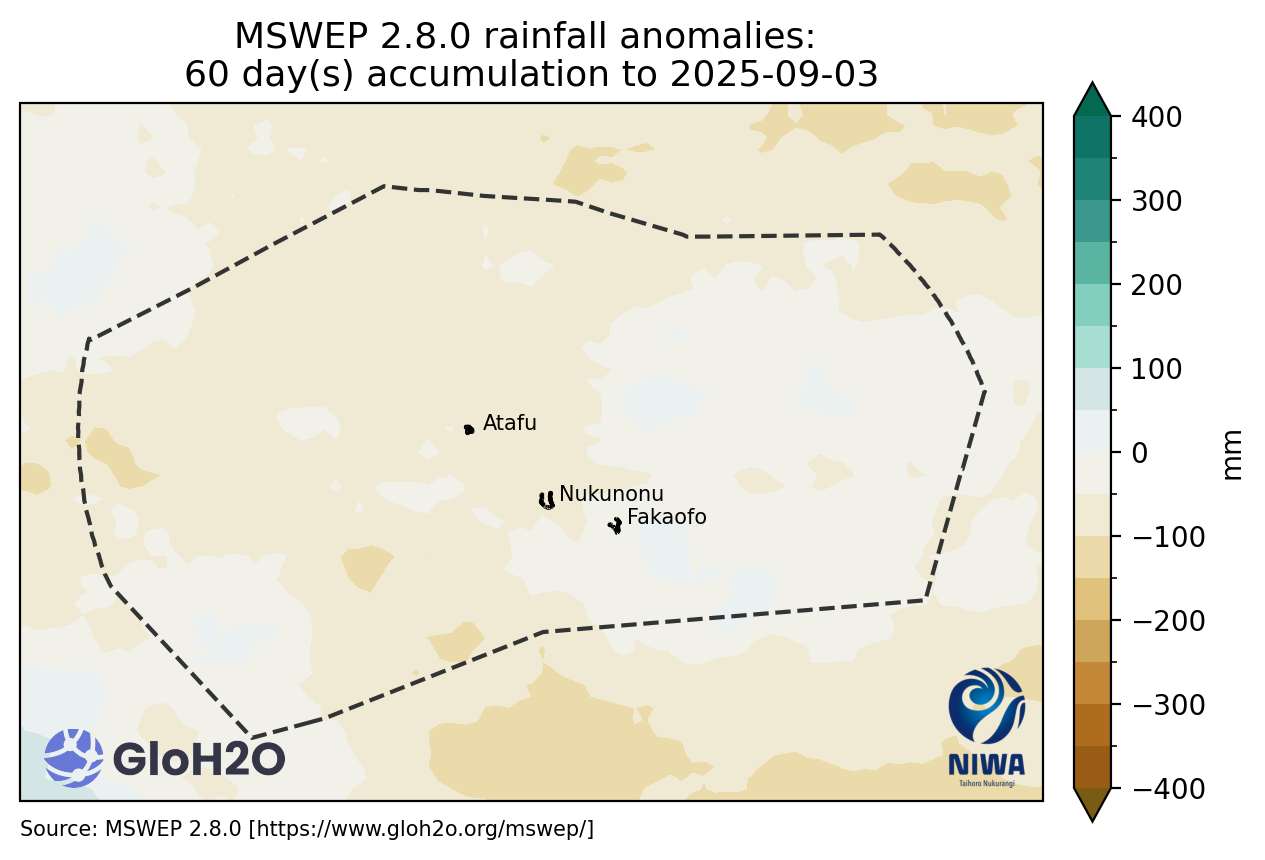 MSWEP 2.8.0 rainfall anomalies:
60 day(s) accumulation to 2025-09-03
400
300
200
100
0
−100
−200
−300
−400
mm
Atafu
Nukunonu
Fakaofo
GloH2O
NIWA
Taihoro Nukurangi
Source: MSWEP 2.8.0 [https://www.gloh2o.org/mswep/]